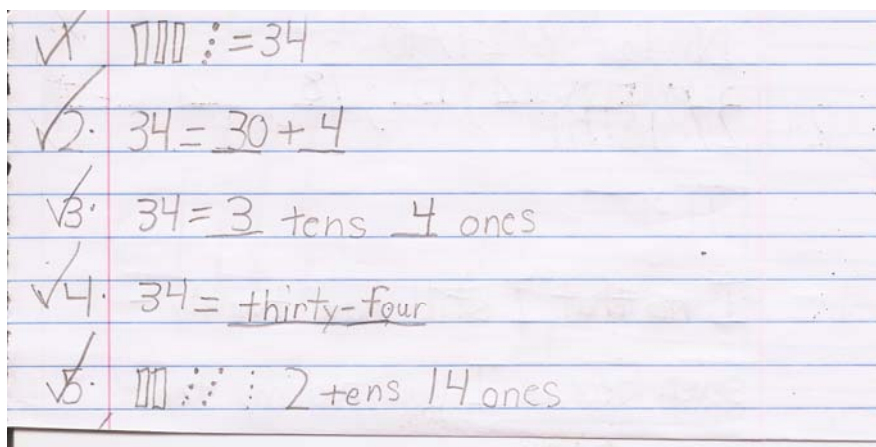 1 = 34
2. 34 = 30 + 4
3. 34 = 3 tens 4 ones
4. 34 = thirty-four
5. 2 tens 14 ones